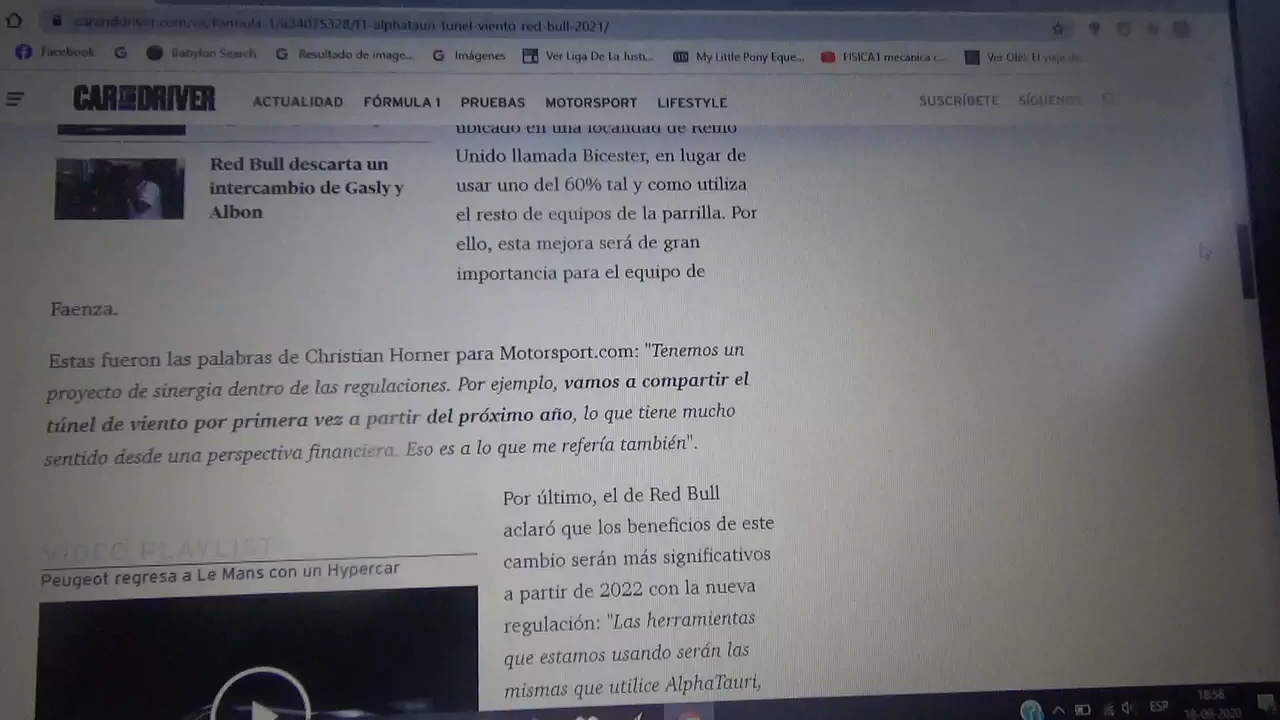 caranddriver.com/es/formula-1/a34075328/f1-alphatauri-tunel-viento-red-bull-2021/
Facebook
Babylon Search
Resultado de image...
Imágenes
Ver Liga De La Justi...
My Little Pony Eque...
FISICA1 mecanica c...
Ver Olé! El viaje de...
CAR AND DRIVER
ACTUALIDAD FÓRMULA 1 PRUEBAS MOTORSPORT LIFESTYLE
SUSCRÍBETE SÍGUENOS
Red Bull descarta un
intercambio de Gasly y
Albon
ubicado en una localidad de Reino
Unido llamada Bicester, en lugar de
usar uno del 60% tal y como utiliza
el resto de equipos de la parrilla. Por
ello, esta mejora será de gran
importancia para el equipo de
Faenza.
Estas fueron las palabras de Christian Horner para Motorsport.com: "Tenemos un
proyecto de sinergia dentro de las regulaciones. Por ejemplo, vamos a compartir el
túnel de viento por primera vez a partir del próximo año, lo que tiene mucho
sentido desde una perspectiva financiera. Eso es a lo que me refería también".
VIDEO PLAYLIST
Peugeot regresa a Le Mans con un Hypercar
Por último, el de Red Bull
aclaró que los beneficios de este
cambio serán más significativos
a partir de 2022 con la nueva
regulación: "Las herramientas
que estamos usando serán las
mismas que utilice AlphaTauri,
ESP
18:56